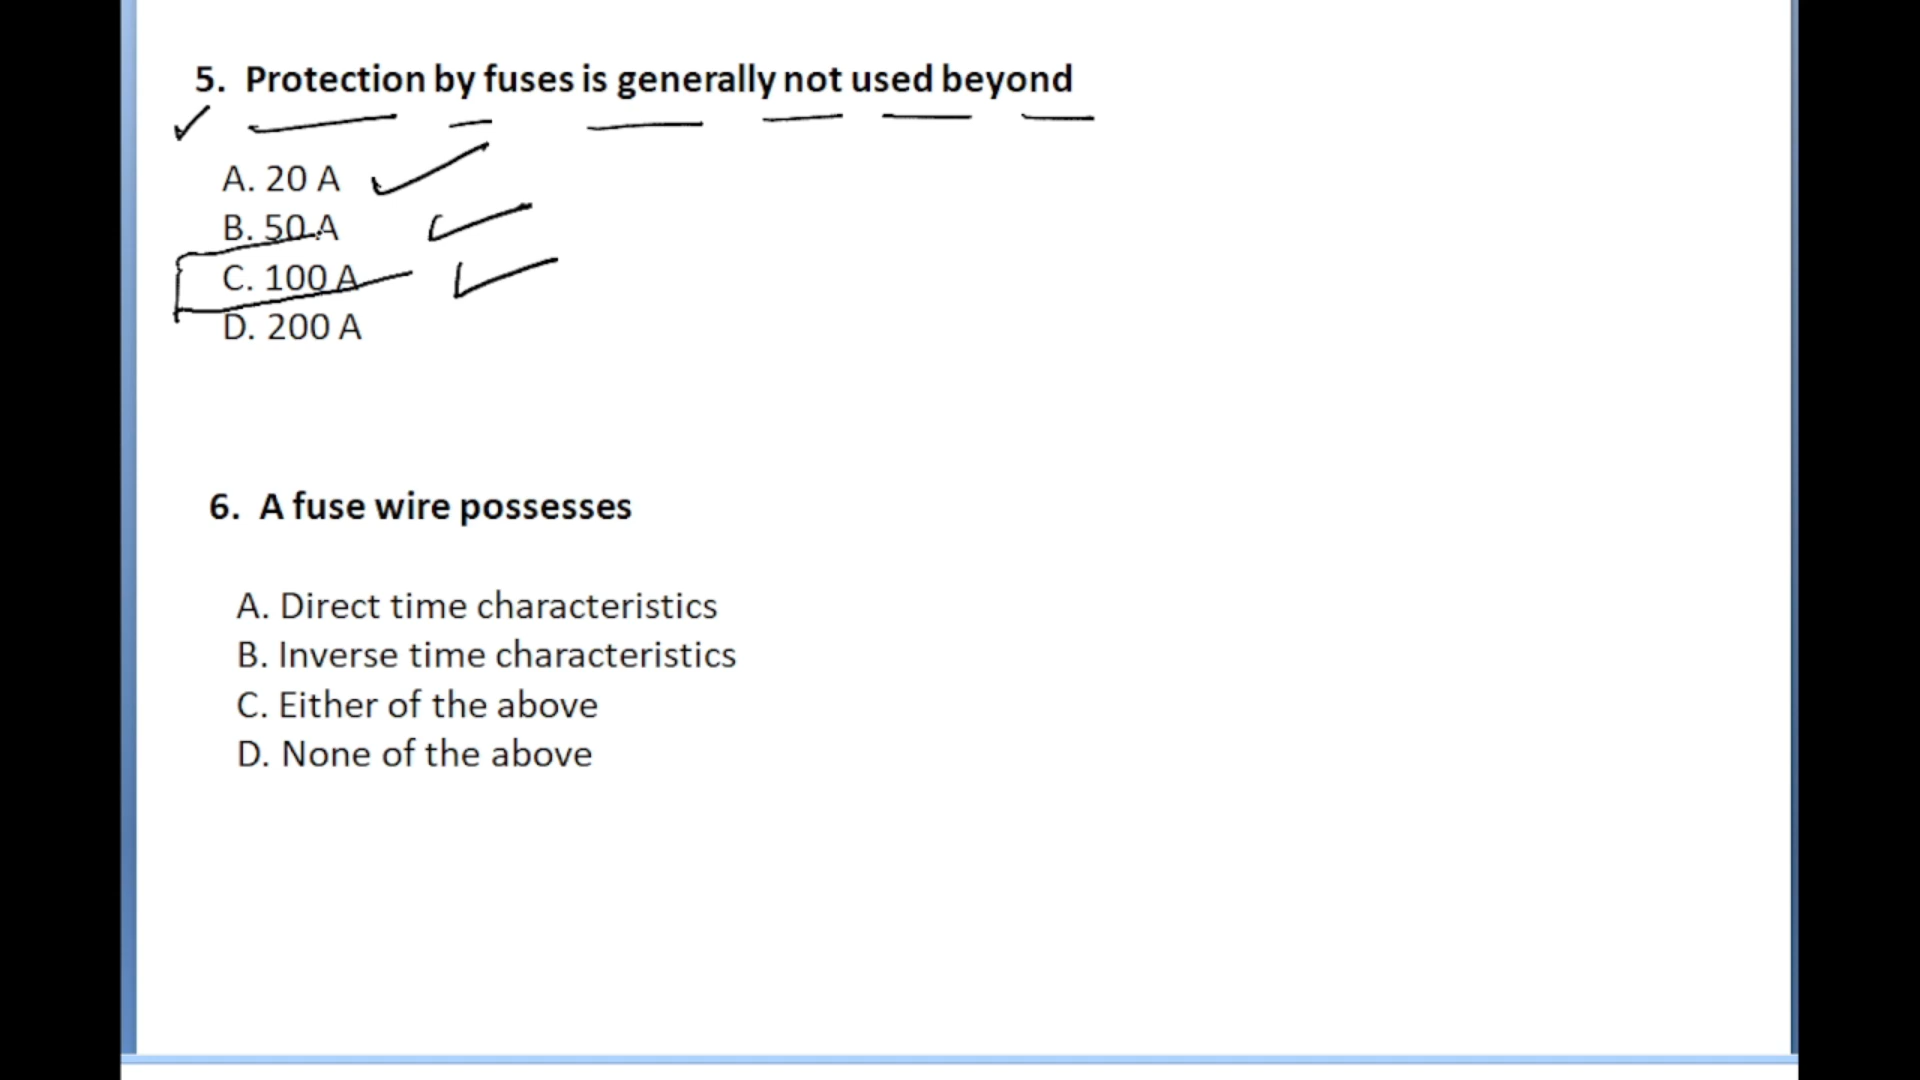 5. Protection by fuses is generally not used beyond
A. 20 A
B. 50 A
C. 100 A
D. 200 A
6. A fuse wire possesses
A. Direct time characteristics
B. Inverse time characteristics
C. Either of the above
D. None of the above